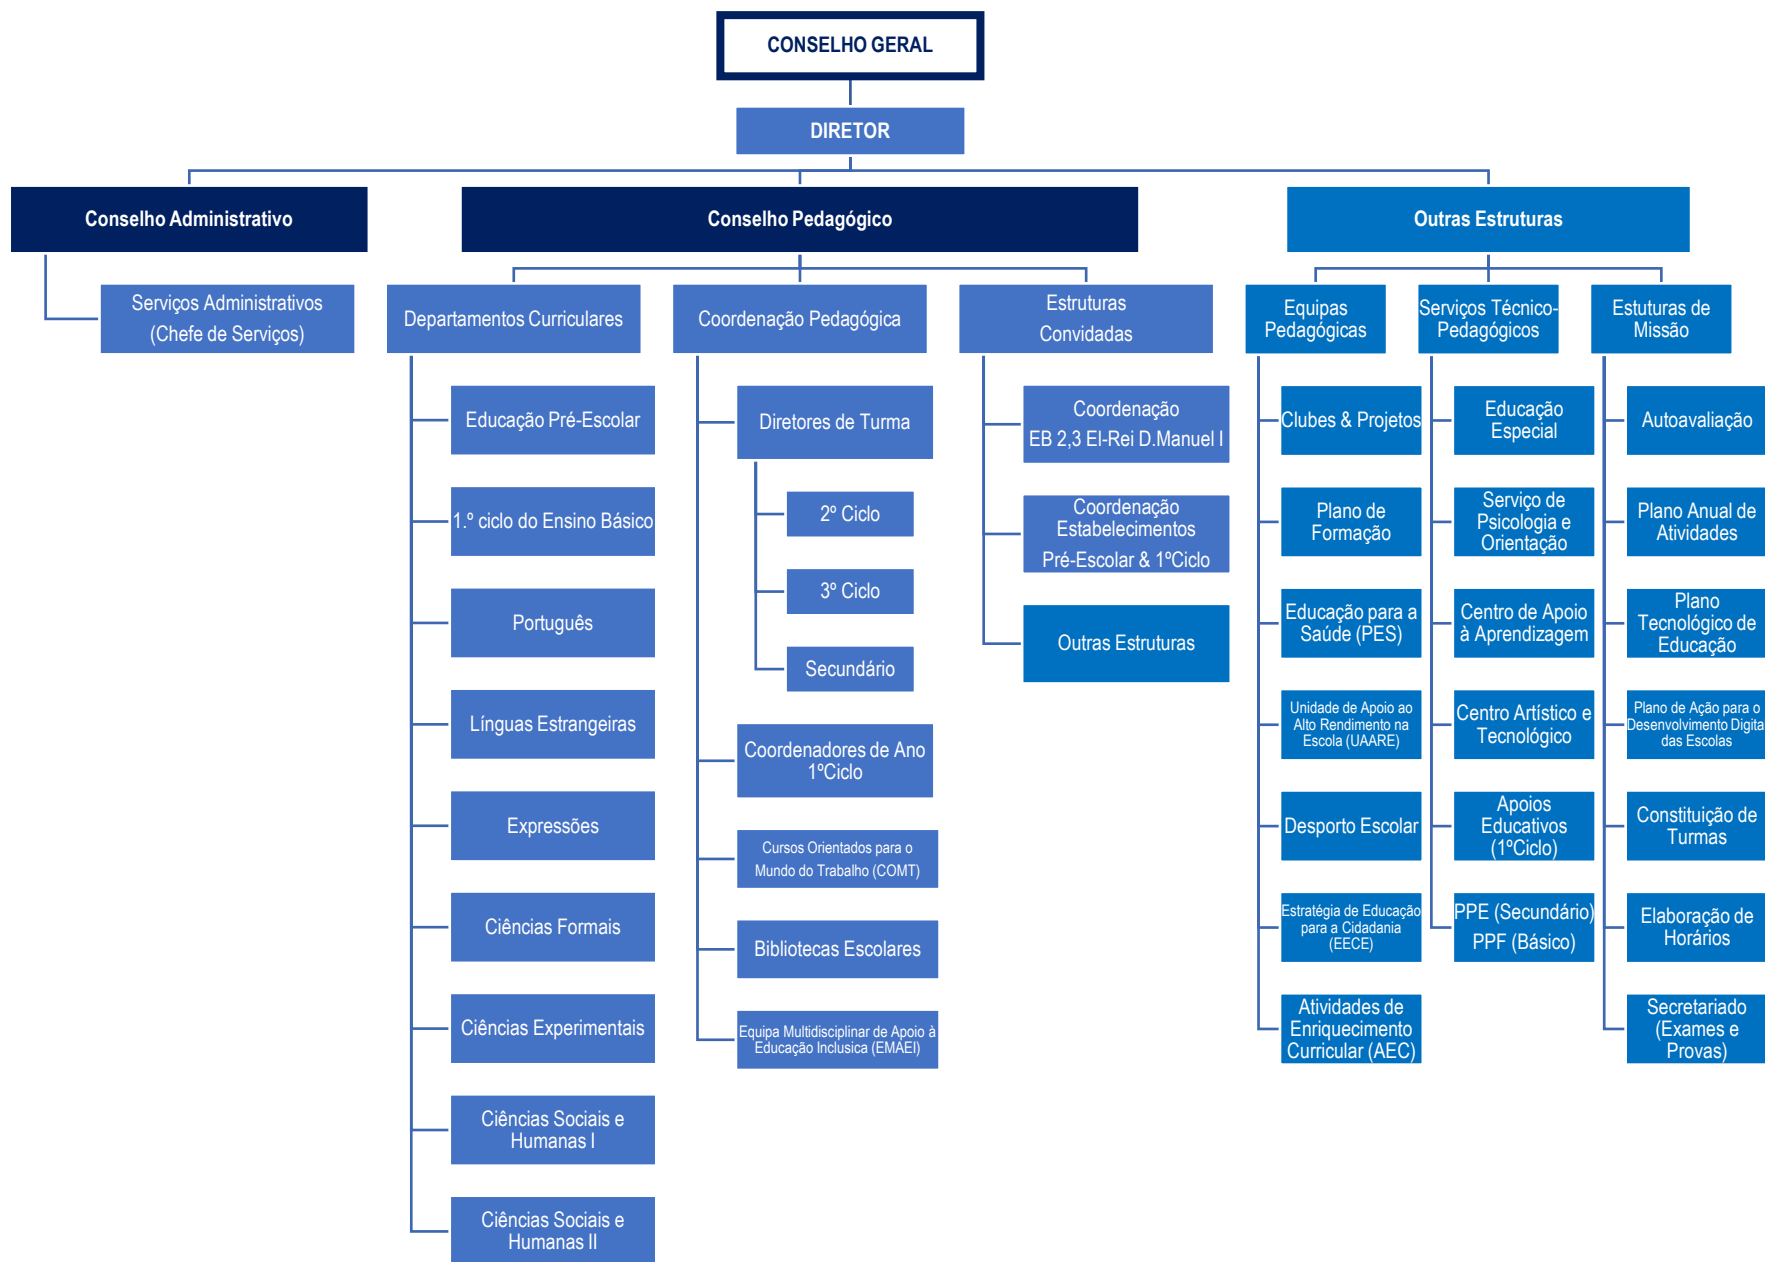 CONSELHO GERAL
DIRETOR
Conselho Administrativo
Serviços Administrativos
(Chefe de Serviços)
Conselho Pedagógico
Departamentos Curriculares
Educação Pré-Escolar
1.º ciclo do Ensino Básico
Português
Línguas Estrangeiras
Expressões
Ciências Formais
Ciências Experimentais
Ciências Sociais e
Humanas I
Ciências Sociais e
Humanas II
Coordenação Pedagógica
Diretores de Turma
2º Ciclo
3º Ciclo
Secundário
Coordenadores de Ano
1ºCiclo
Cursos Orientados para o
Mundo do Trabalho (COMT)
Bibliotecas Escolares
Equipa Multidisciplinar de Apoio à
Educação Inclusica (EMAEI)
Estruturas
Convidadas
Coordenação
EB 2,3 El-Rei D.Manuel I
Coordenação
Estabelecimentos
Pré-Escolar & 1ºCiclo
Outras Estruturas
Outras Estruturas
Equipas
Pedagógicas
Clubes & Projetos
Plano de
Formação
Educação para a
Saúde (PES)
Unidade de Apoio ao
Alto Rendimento na
Escola (UAARE)
Desporto Escolar
Estratégia de Educação
para a Cidadania
(EECE)
Atividades de
Enriquecimento
Curricular (AEC)
Serviços Técnico-
Pedagógicos
Educação
Especial
Serviço de
Psicologia e
Orientação
Centro de Apoio
à Aprendizagem
Centro Artístico e
Tecnológico
Apoios
Educativos
(1ºCiclo)
PPE (Secundário)
PPF (Básico)
Estuturas de
Missão
Autoavaliação
Plano Anual de
Atividades
Plano
Tecnológico de
Educação
Plano de Ação para o
Desenvolvimento Digita
das Escolas
Constituição de
Turmas
Elaboração de
Horários
Secretariado
(Exames e
Provas)